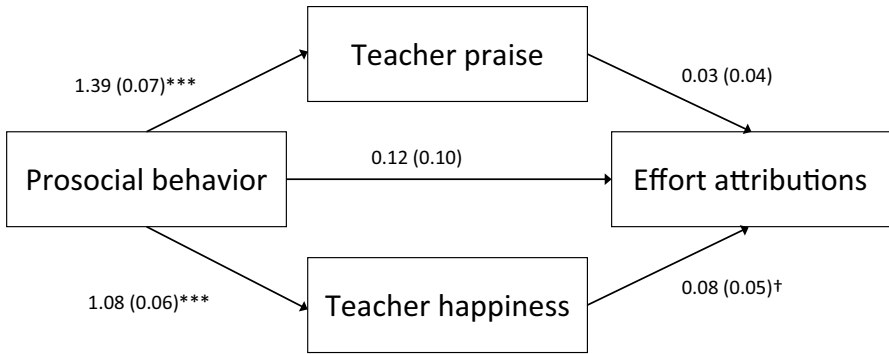 Teacher praise
1.39 (0.07)***
0.03 (0.04)
0.12 (0.10)
Prosocial behavior
Effort attributions
1.08 (0.06)***
0.08 (0.05)†
Teacher happiness